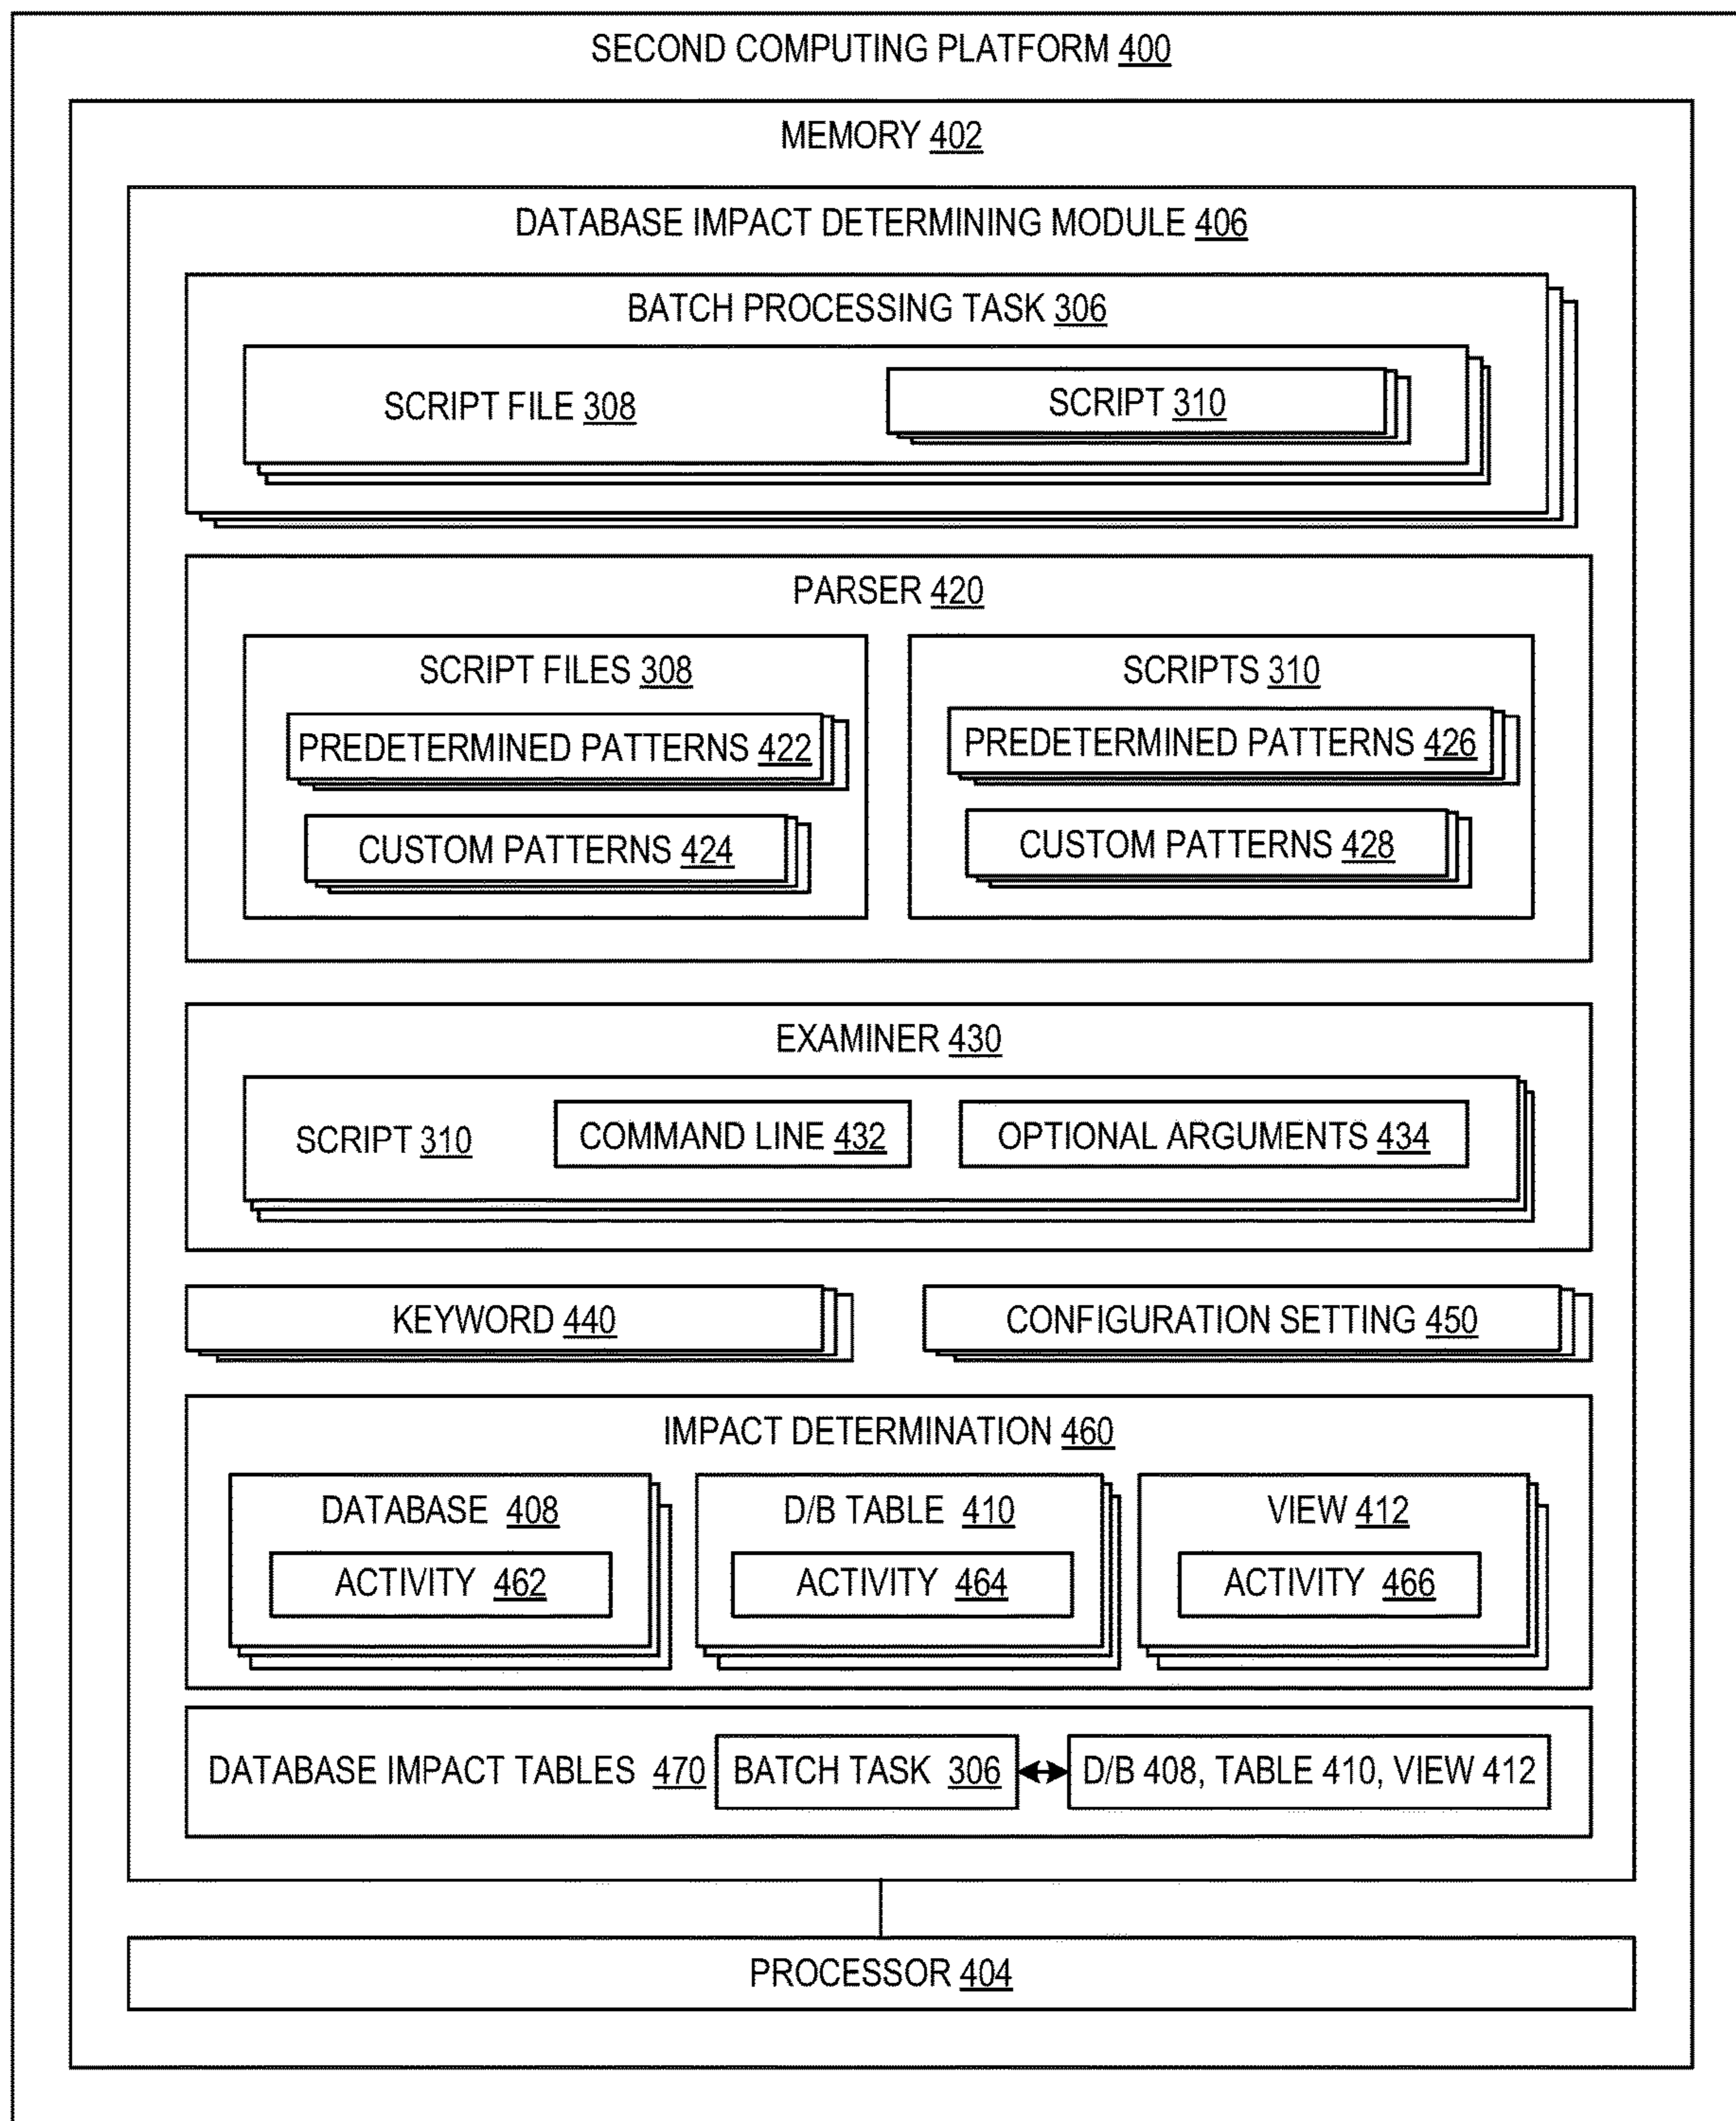 SECOND COMPUTING PLATFORM 400
MEMORY 402
DATABASE IMPACT DETERMINING MODULE 406
BATCH PROCESSING TASK 306
SCRIPT FILE 308
SCRIPT 310
PARSER 420
SCRIPT FILES 308
PREDETERMINED PATTERNS 422
CUSTOM PATTERNS 424
SCRIPTS 310
PREDETERMINED PATTERNS 426
CUSTOM PATTERNS 428
EXAMINER 430
SCRIPT 310
COMMAND LINE 432
OPTIONAL ARGUMENTS 434
KEYWORD 440
CONFIGURATION SETTING 450
IMPACT DETERMINATION 460
DATABASE 408
ACTIVITY 462
D/B TABLE 410
ACTIVITY 464
VIEW 412
ACTIVITY 466
DATABASE IMPACT TABLES 470
BATCH TASK 306
D/B 408, TABLE 410, VIEW 412
PROCESSOR 404